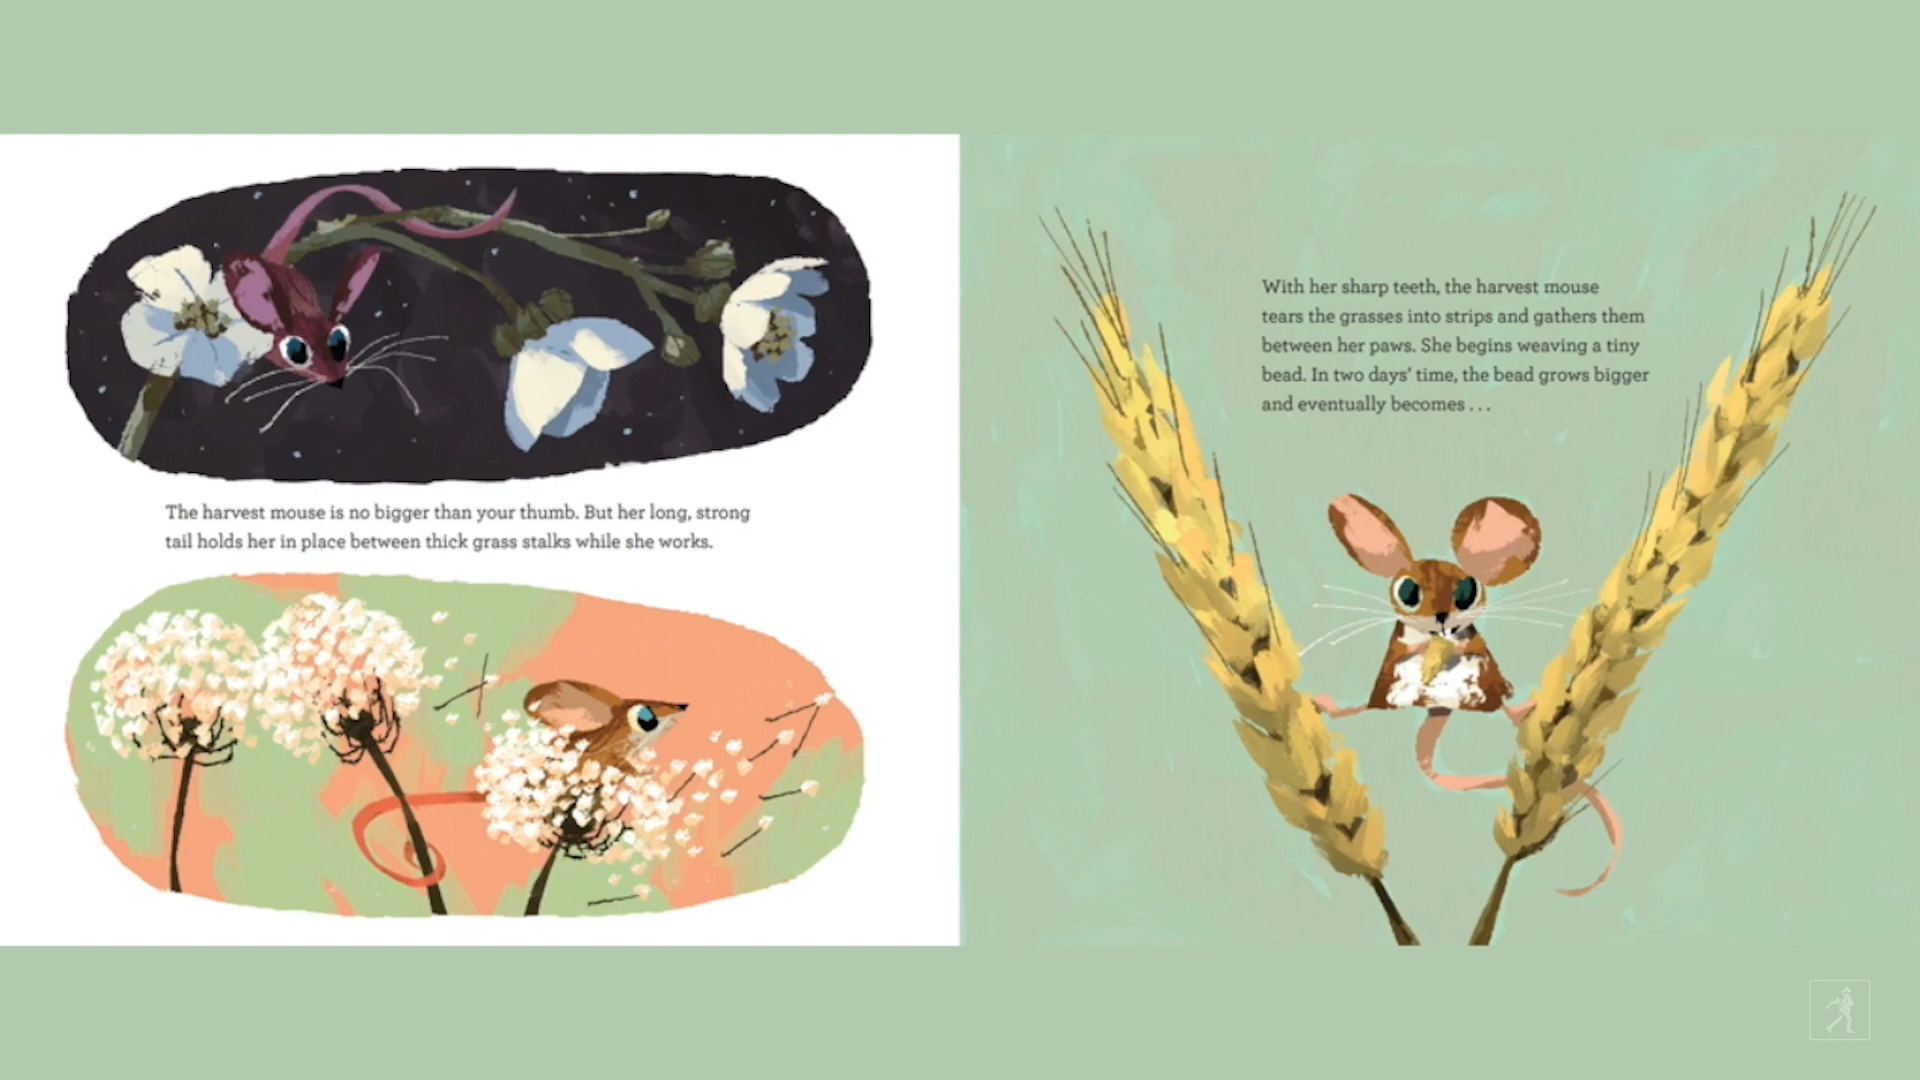 The harvest mouse is no bigger than your thumb. But her long, strong
tail holds her in place between thick grass stalks while she works.
With her sharp teeth, the harvest mouse
tears the grasses into strips and gathers them
between her paws. She begins weaving a tiny
bead. In two days’ time, the bead grows bigger
and eventually becomes . . .